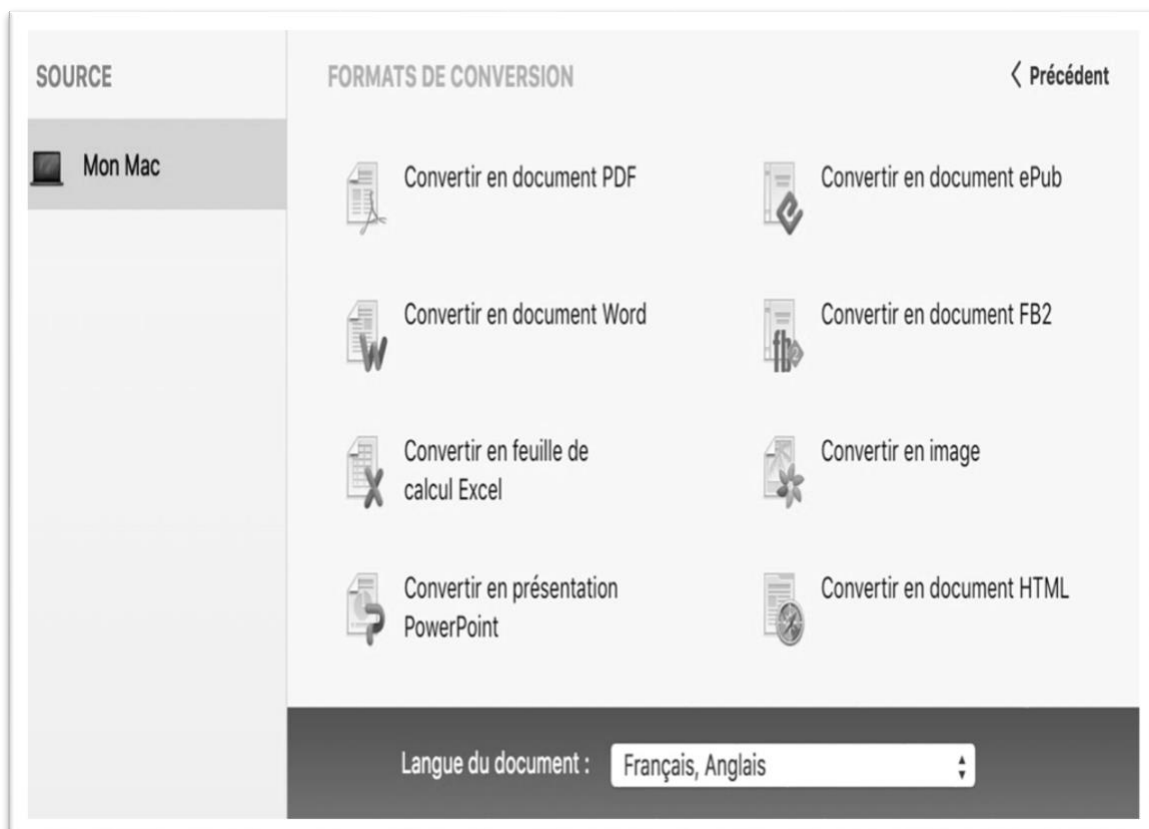 SOURCE
FORMATS DE CONVERSION
< Précédent
Mon Mac
Convertir en document PDF
Convertir en document ePub
Convertir en document Word
Convertir en document FB2
Convertir en feuille de
calcul Excel
Convertir en image
Convertir en présentation
PowerPoint
Convertir en document HTML
Langue du document :
Français, Anglais